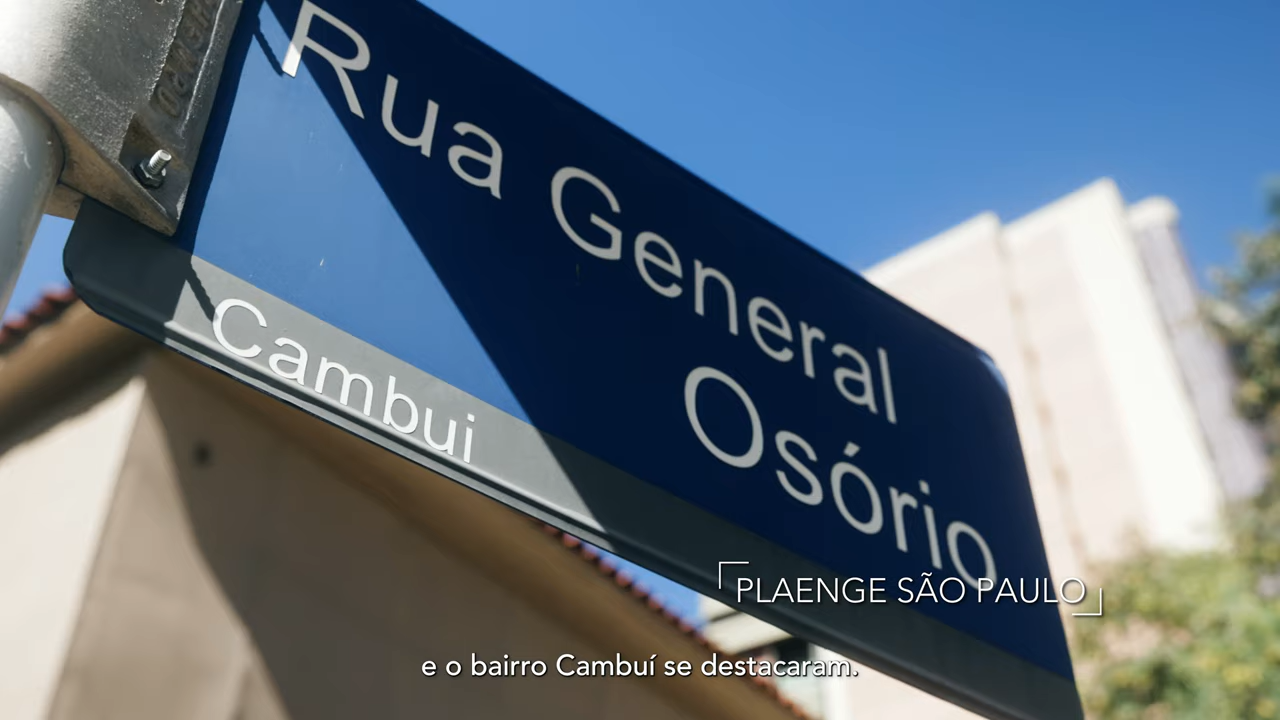 Rua General
Osório
Cambui
PLAENGE SÃO PAULO
e o bairro Cambuí se destacaram.